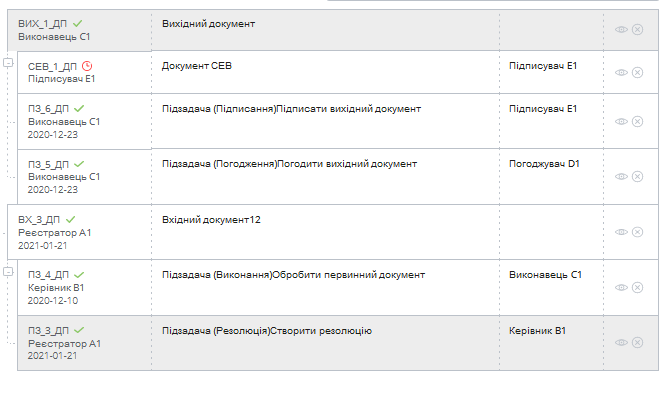 ВИХ_1_ДП
Вихідний документ
Виконавець С1
СЕВ_1_ДП
Документ СЕВ
Підписувач Е1
Підписувач Е1
ПЗ_6_ДП
Підзадача (Підписання)Підписати вихідний документ
Підписувач Е1
Виконавець С1
2020-12-23
ПЗ_5_ДП
Підзадача (Погодження)Погодити вихідний документ
Погоджувач D1
Виконавець С1
2020-12-23
ВХ_3_ДП
Вхідний документ12
Реєстратор А1
2021-01-21
ПЗ_4_ДП
Підзадача (Виконання)Обробити первинний документ
Виконавець С1
Керівник В1
2020-12-10
ПЗ_3_ДП
Підзадача (Резолюція)Створити резолюцію
Керівник В1
Реєстратор А1
2021-01-21